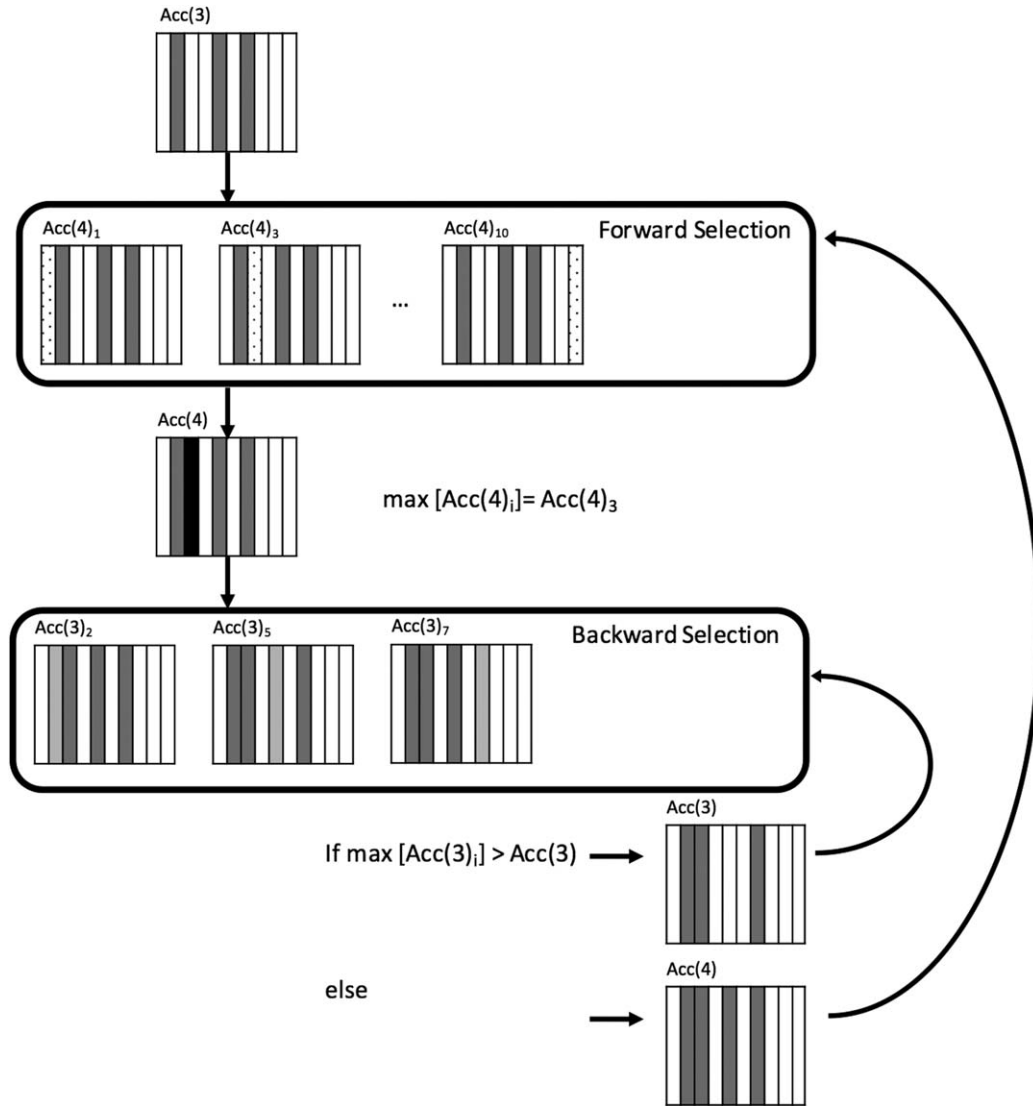 Acc(3)
Acc(4)₁
Acc(4)₃
Acc(4)₁₀
Forward Selection
...
Acc(4)
max [Acc(4)ᵢ]= Acc(4)₃
Acc(3)₂
Acc(3)₅
Acc(3)₇
Backward Selection
Acc(3)
If max [Acc(3)ᵢ] > Acc(3)
Acc(4)
else